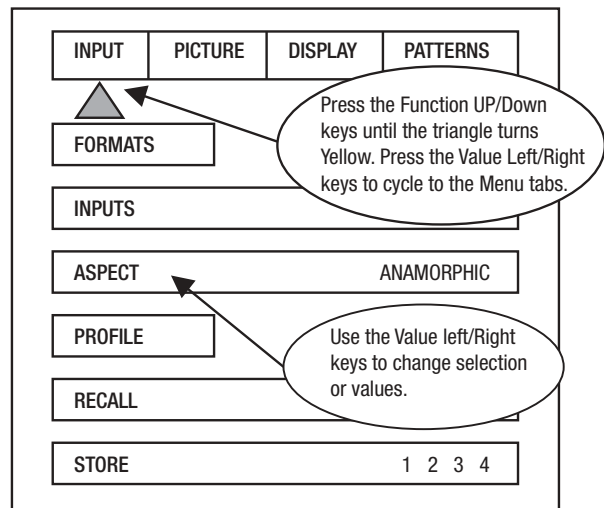 INPUT PICTURE DISPLAY PATTERNS
Press the Function UP/Down
keys until the triangle turns
Yellow. Press the Value Left/Right
keys to cycle to the Menu tabs.
FORMATS
INPUTS
ASPECT ANAMORPHIC
PROFILE
Use the Value left/Right
keys to change selection
or values.
RECALL
STORE 1 2 3 4